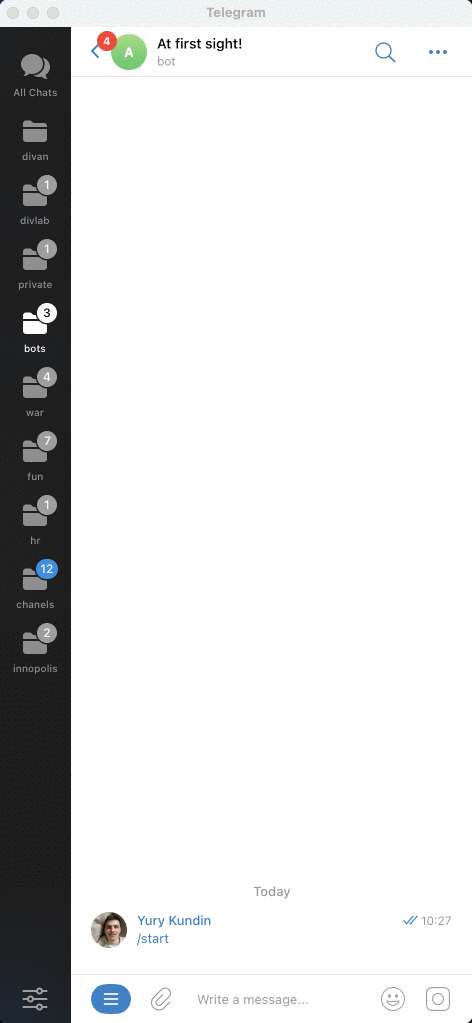 Telegram
4
A
At first sight!
bot
All Chats
divan
1
divlab
1
private
3
bots
4
war
7
fun
1
hr
12
chanels
2
innopolis
Today
Yury Kundin
10:27
/start
Write a message...